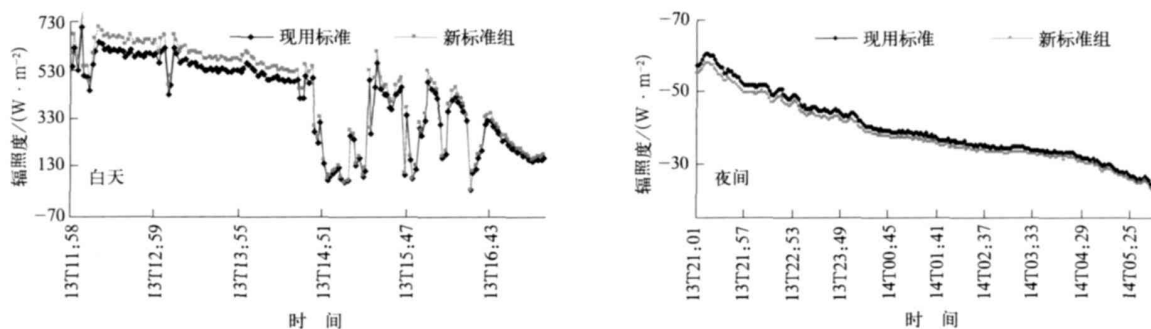 730
530
330
130
-70
辐照度/(W·m⁻²)
现用标准
新标准组
白天
13T11:58
13T12:59
13T13:55
13T14:51
13T15:47
13T16:43
时 间
-70
-50
-30
辐照度/(W·m⁻²)
现用标准
新标准组
夜间
13T21:01
13T21:57
13T22:53
13T23:49
14T00:45
14T01:41
14T02:37
14T03:33
14T04:29
14T05:25
时 间